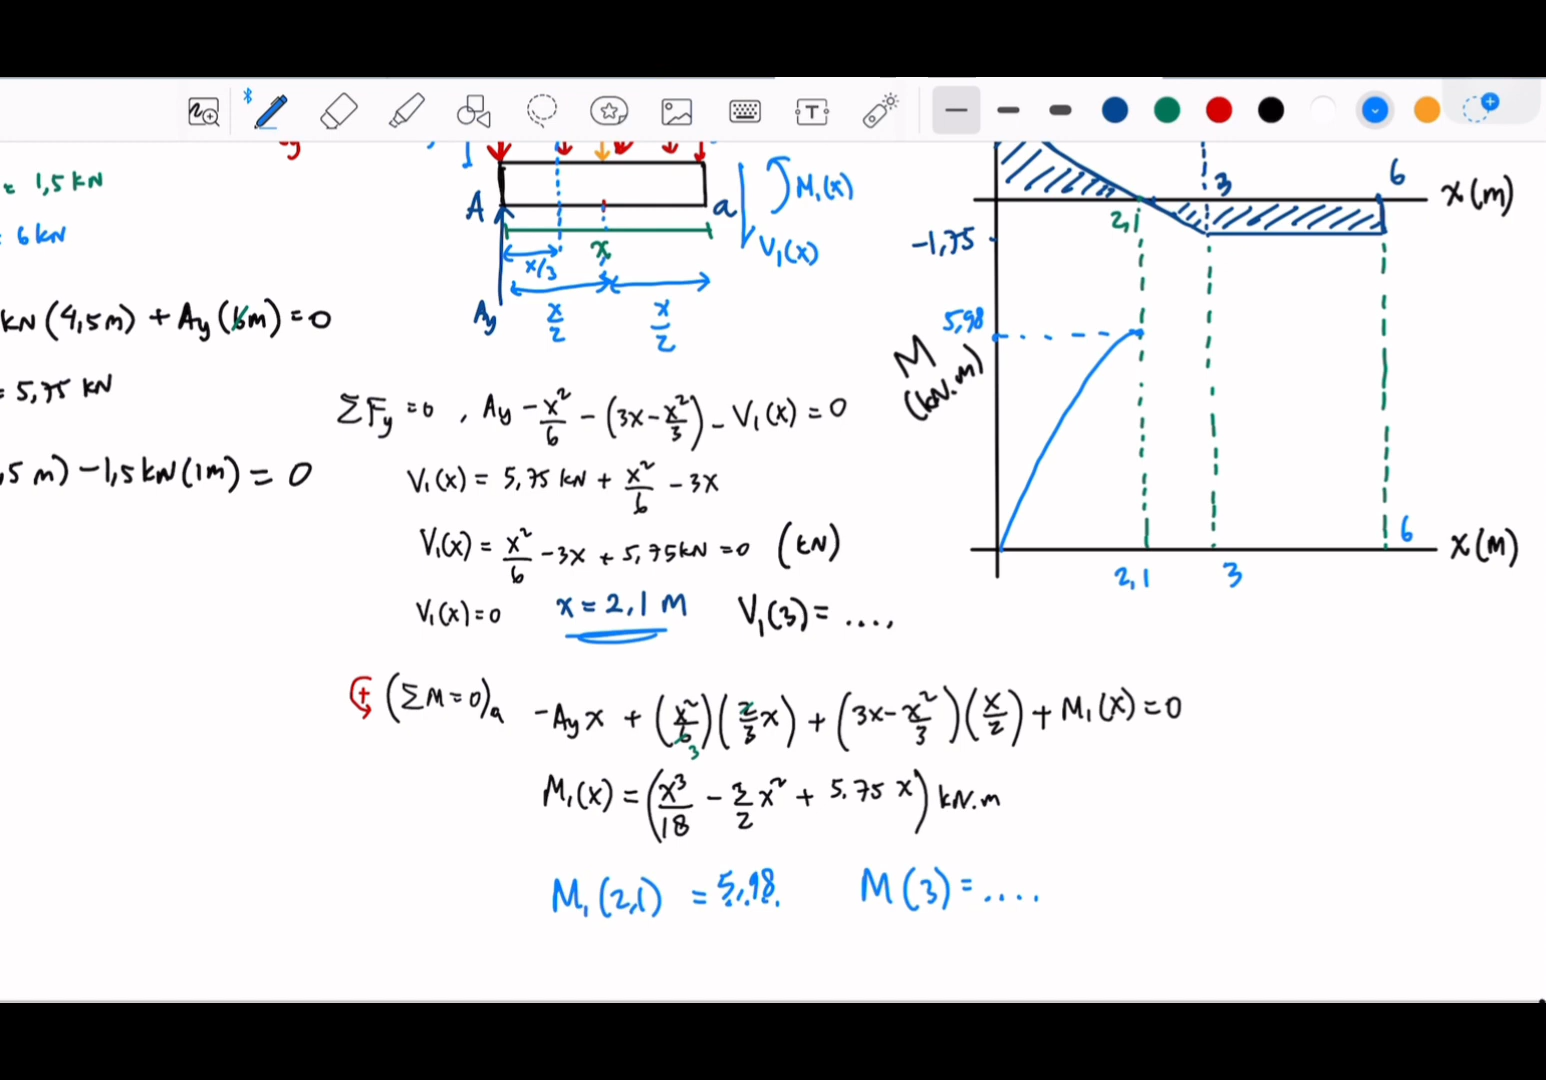 = 1,5 kN
= 6 kN
kN (4,5m) + Ay (6m) = 0
= 5,75 kN
,5 m) - 1,5 kN (1m) = 0
A
a
M₁(x)
V₁(x)
x
x/3
Ay
x/2
x/2
ΣFy = 0 , Ay - x²/6 - (3x - x²/3) - V₁(x) = 0
V₁(x) = 5,75 kN + x²/6 - 3x
V₁(x) = x²/6 - 3x + 5,75kN = 0 (kN)
V₁(x) = 0 x = 2,1 m V₁(3) = ....
+ (ΣM = 0)a -Ay x + (x²/6)(2/3 x) + (3x - x²/3)(x/2) + M₁(x) = 0
3
M₁(x) = (x³/18 - 3/2 x² + 5.75 x) kN.m
M₁(2,1) = 5,98. M(3) = ....
3
6
x(m)
2,1
-1,75
5,98
M
(kN.m)
6
x(m)
2,1
3